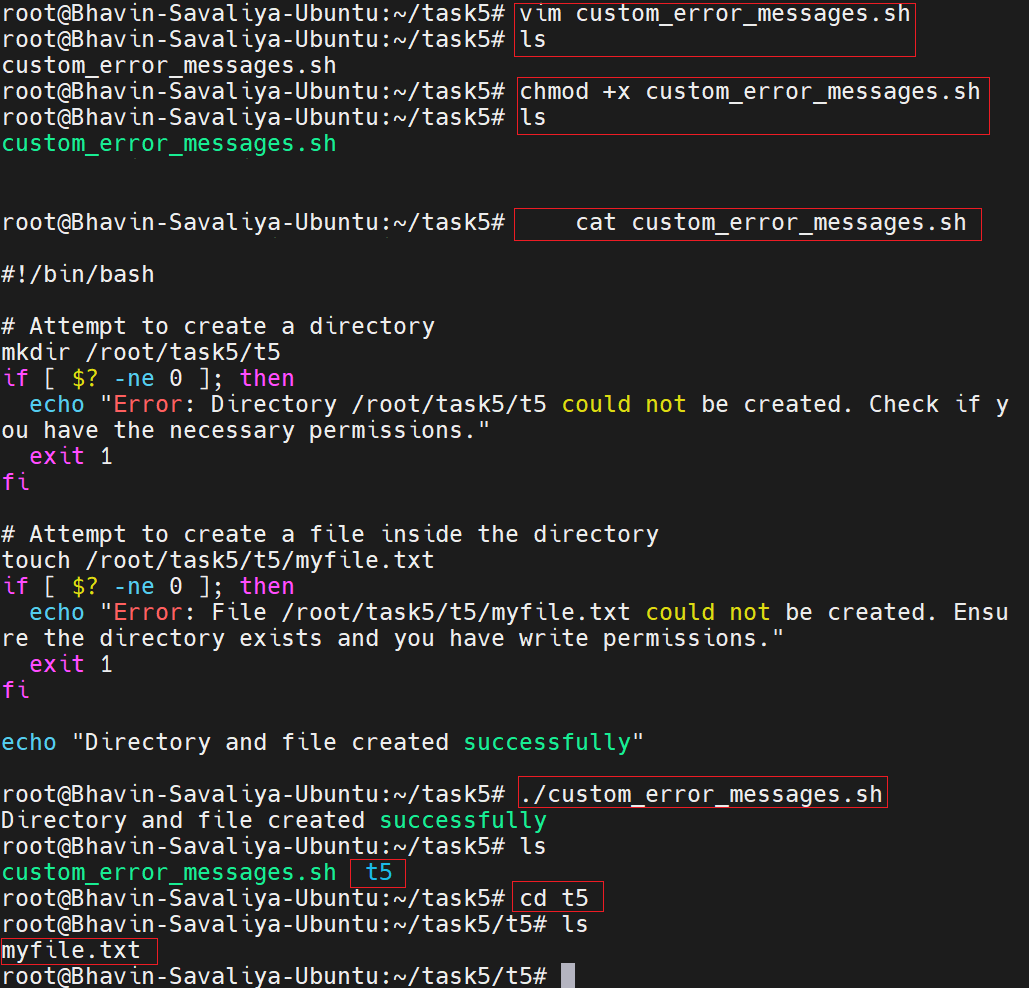 root@Bhavin-Savaliya-Ubuntu:~/task5# vim custom_error_messages.sh
root@Bhavin-Savaliya-Ubuntu:~/task5# ls
custom_error_messages.sh
root@Bhavin-Savaliya-Ubuntu:~/task5# chmod +x custom_error_messages.sh
root@Bhavin-Savaliya-Ubuntu:~/task5# ls
custom_error_messages.sh
root@Bhavin-Savaliya-Ubuntu:~/task5#     cat custom_error_messages.sh
#!/bin/bash
# Attempt to create a directory
mkdir /root/task5/t5
if [ $? -ne 0 ]; then
  echo "Error: Directory /root/task5/t5 could not be created. Check if y
ou have the necessary permissions."
  exit 1
fi
# Attempt to create a file inside the directory
touch /root/task5/t5/myfile.txt
if [ $? -ne 0 ]; then
  echo "Error: File /root/task5/t5/myfile.txt could not be created. Ensu
re the directory exists and you have write permissions."
  exit 1
fi
echo "Directory and file created successfully"
root@Bhavin-Savaliya-Ubuntu:~/task5# ./custom_error_messages.sh
Directory and file created successfully
root@Bhavin-Savaliya-Ubuntu:~/task5# ls
custom_error_messages.sh  t5
root@Bhavin-Savaliya-Ubuntu:~/task5# cd t5
root@Bhavin-Savaliya-Ubuntu:~/task5/t5# ls
myfile.txt
root@Bhavin-Savaliya-Ubuntu:~/task5/t5#